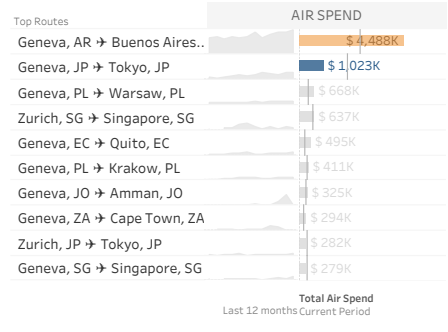 AIR SPEND
Top Routes
Geneva, AR ✈ Buenos Aires.. $ 4,488K
Geneva, JP ✈ Tokyo, JP $ 1,023K
Geneva, PL ✈ Warsaw, PL $ 668K
Zurich, SG ✈ Singapore, SG $ 637K
Geneva, EC ✈ Quito, EC $ 495K
Geneva, PL ✈ Krakow, PL $ 411K
Geneva, JO ✈ Amman, JO $ 325K
Geneva, ZA ✈ Cape Town, ZA $ 294K
Zurich, JP ✈ Tokyo, JP $ 282K
Geneva, SG ✈ Singapore, SG $ 279K
Total Air Spend
Last 12 months Current Period